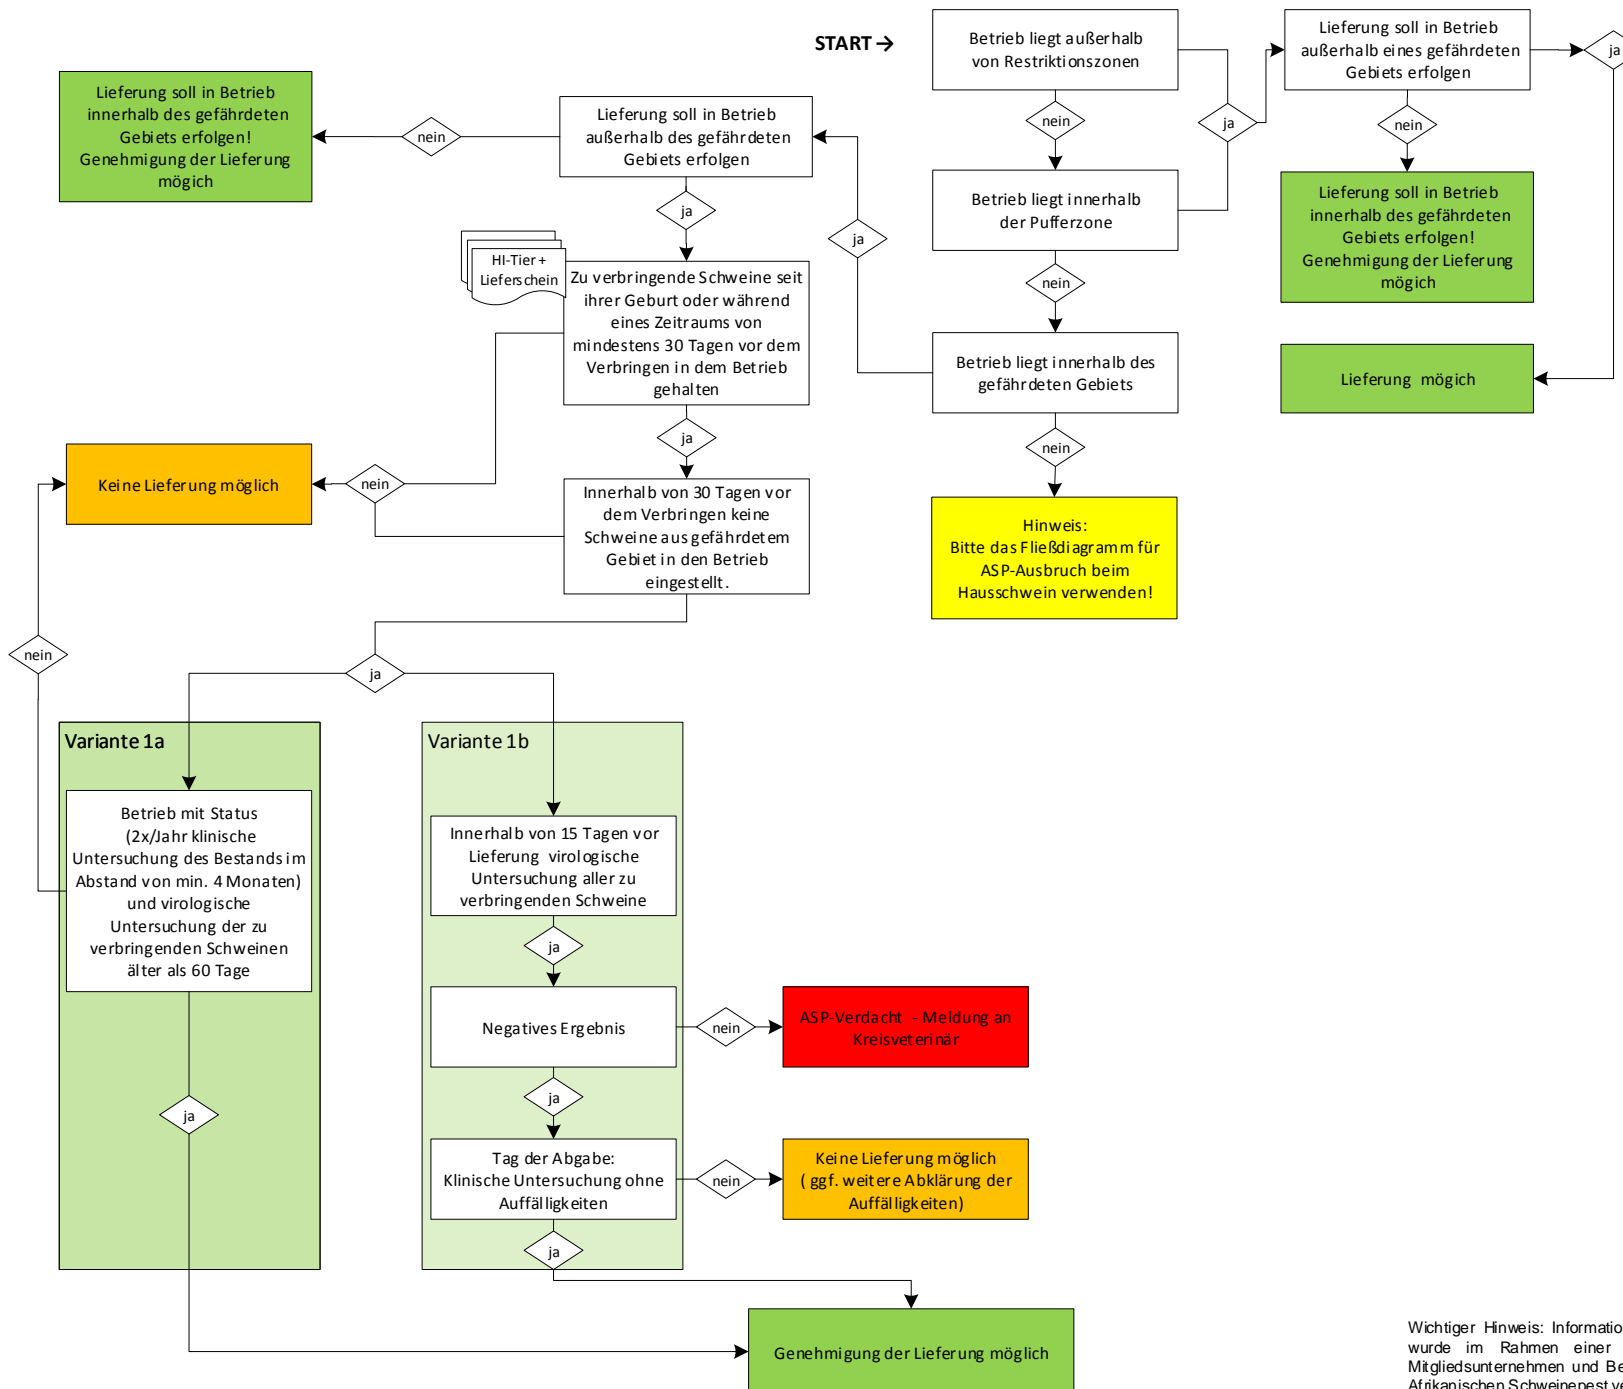 START →
Betrieb liegt außerhalb
von Restriktionszonen
Lieferung soll in Betrieb
außerhalb eines gefährdeten
Gebiets erfolgen
ja
nein
ja
nein
Lieferung soll in Betrieb
innerhalb des gefährdeten
Gebiets erfolgen!
Genehmigung der Lieferung
mögich
Lieferung mögich
Betrieb liegt innerhalb
der Pufferzone
nein
Betrieb liegt innerhalb des
gefährdeten Gebiets
ja
nein
Hinweis:
Bitte das Fließdiagramm für
ASP-Ausbruch beim
Hausschwein verwenden!
Lieferung soll in Betrieb
außerhalb des gefährdeten
Gebiets erfolgen
nein
Lieferung soll in Betrieb
innerhalb des gefährdeten
Gebiets erfolgen!
Genehmigung der Lieferung
mögich
ja
HI-Tier +
Lieferschein
Zu verbringende Schweine seit
ihrer Geburt oder während
eines Zeitraums von
mindestens 30 Tagen vor dem
Verbringen in dem Betrieb
gehalten
ja
nein
Keine Lieferung möglich
Innerhalb von 30 Tagen vor
dem Verbringen keine
Schweine aus gefährdetem
Gebiet in den Betrieb
eingestellt.
nein
ja
Variante 1a
Betrieb mit Status
(2x/Jahr klinische
Untersuchung des Bestands im
Abstand von min. 4 Monaten)
und virologische
Untersuchung der zu
verbringenden Schweinen
älter als 60 Tage
ja
Variante 1b
Innerhalb von 15 Tagen vor
Lieferung virologische
Untersuchung aller zu
verbringenden Schweine
ja
Negatives Ergebnis
nein
ASP-Verdacht - Meldung an
Kreisveterinär
ja
Tag der Abgabe:
Klinische Untersuchung ohne
Auffälligkeiten
nein
Keine Lieferung möglich
( ggf. weitere Abklärung der
Auffälligkeiten)
ja
Genehmigung der Lieferung möglich
Wichtiger Hinweis: Informatio
wurde im Rahmen einer
Mitgliedsunternehmen und Be
Afrikanischen Schweinepest ve